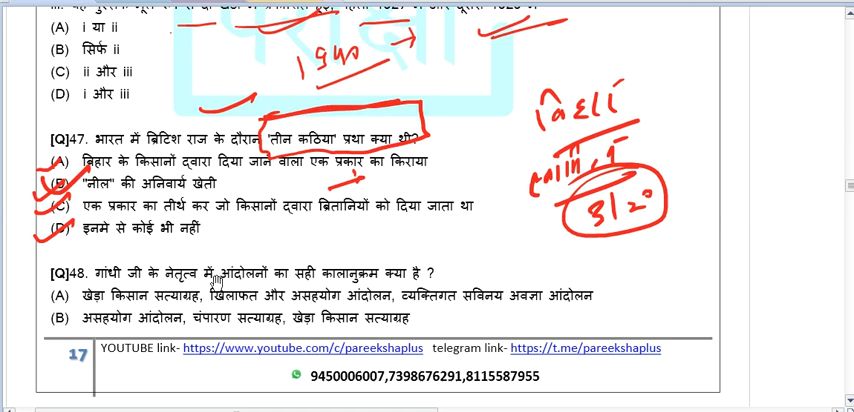 (A) i या ii
(B) सिर्फ ii
(C) ii और iii
(D) i और iii
परीक्षा
1940
[Q]47. भारत में ब्रिटिश राज के दौरान 'तीन कठिया' प्रथा क्या थी?
(A) बिहार के किसानों द्वारा दिया जाने वाला एक प्रकार का किराया
(B) "नील" की अनिवार्य खेती
(C) एक प्रकार का तीर्थ कर जो किसानों द्वारा ब्रितानियों को दिया जाता था
(D) इनमे से कोई भी नहीं
3/20
[Q]48. गांधी जी के नेतृत्व में आंदोलनों का सही कालानुक्रम क्या है ?
(A) खेड़ा किसान सत्याग्रह, खिलाफत और असहयोग आंदोलन, व्यक्तिगत सविनय अवज्ञा आंदोलन
(B) असहयोग आंदोलन, चंपारण सत्याग्रह, खेड़ा किसान सत्याग्रह
17 YOUTUBE link- https://www.youtube.com/c/pareekshaplus telegram link- https://t.me/pareekshaplus
9450006007,7398676291,8115587955